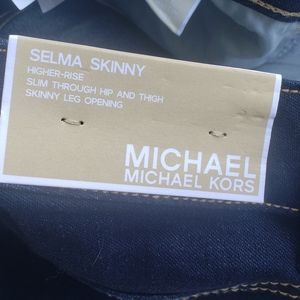 SELMA SKINNY
HIGHER-RISE
SLIM THROUGH HIP AND THIGH
SKINNY LEG OPENING
MICHAEL
MICHAEL KORS